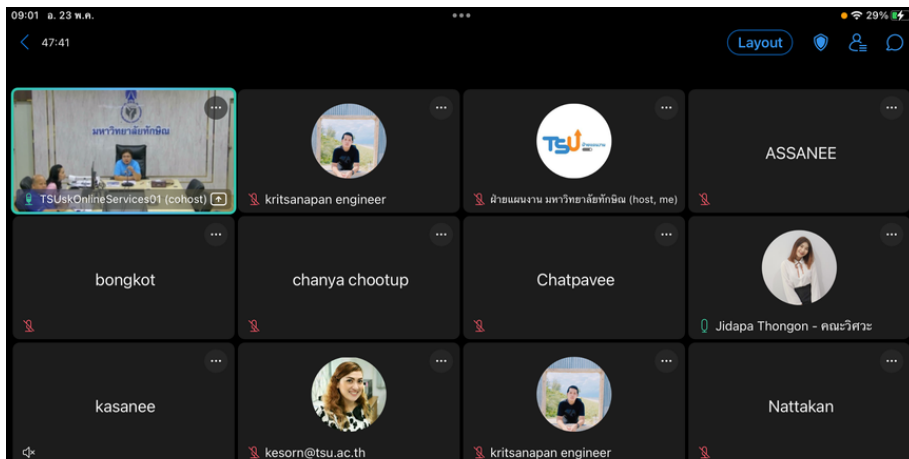 09:01 อ. 23 พ.ค.
29%
47:41
Layout
มหาวิทยาลัยทักษิณ
TSUskOnlineServices01 (cohost)
kritsanapan engineer
TSU
ฝ่ายแผนงาน มหาวิทยาลัยทักษิณ (host, me)
ASSANEE
bongkot
chanya chootup
Chatpavee
Jidapa Thongon - คณะวิศวะ
kasanee
kesorn@tsu.ac.th
kritsanapan engineer
Nattakan